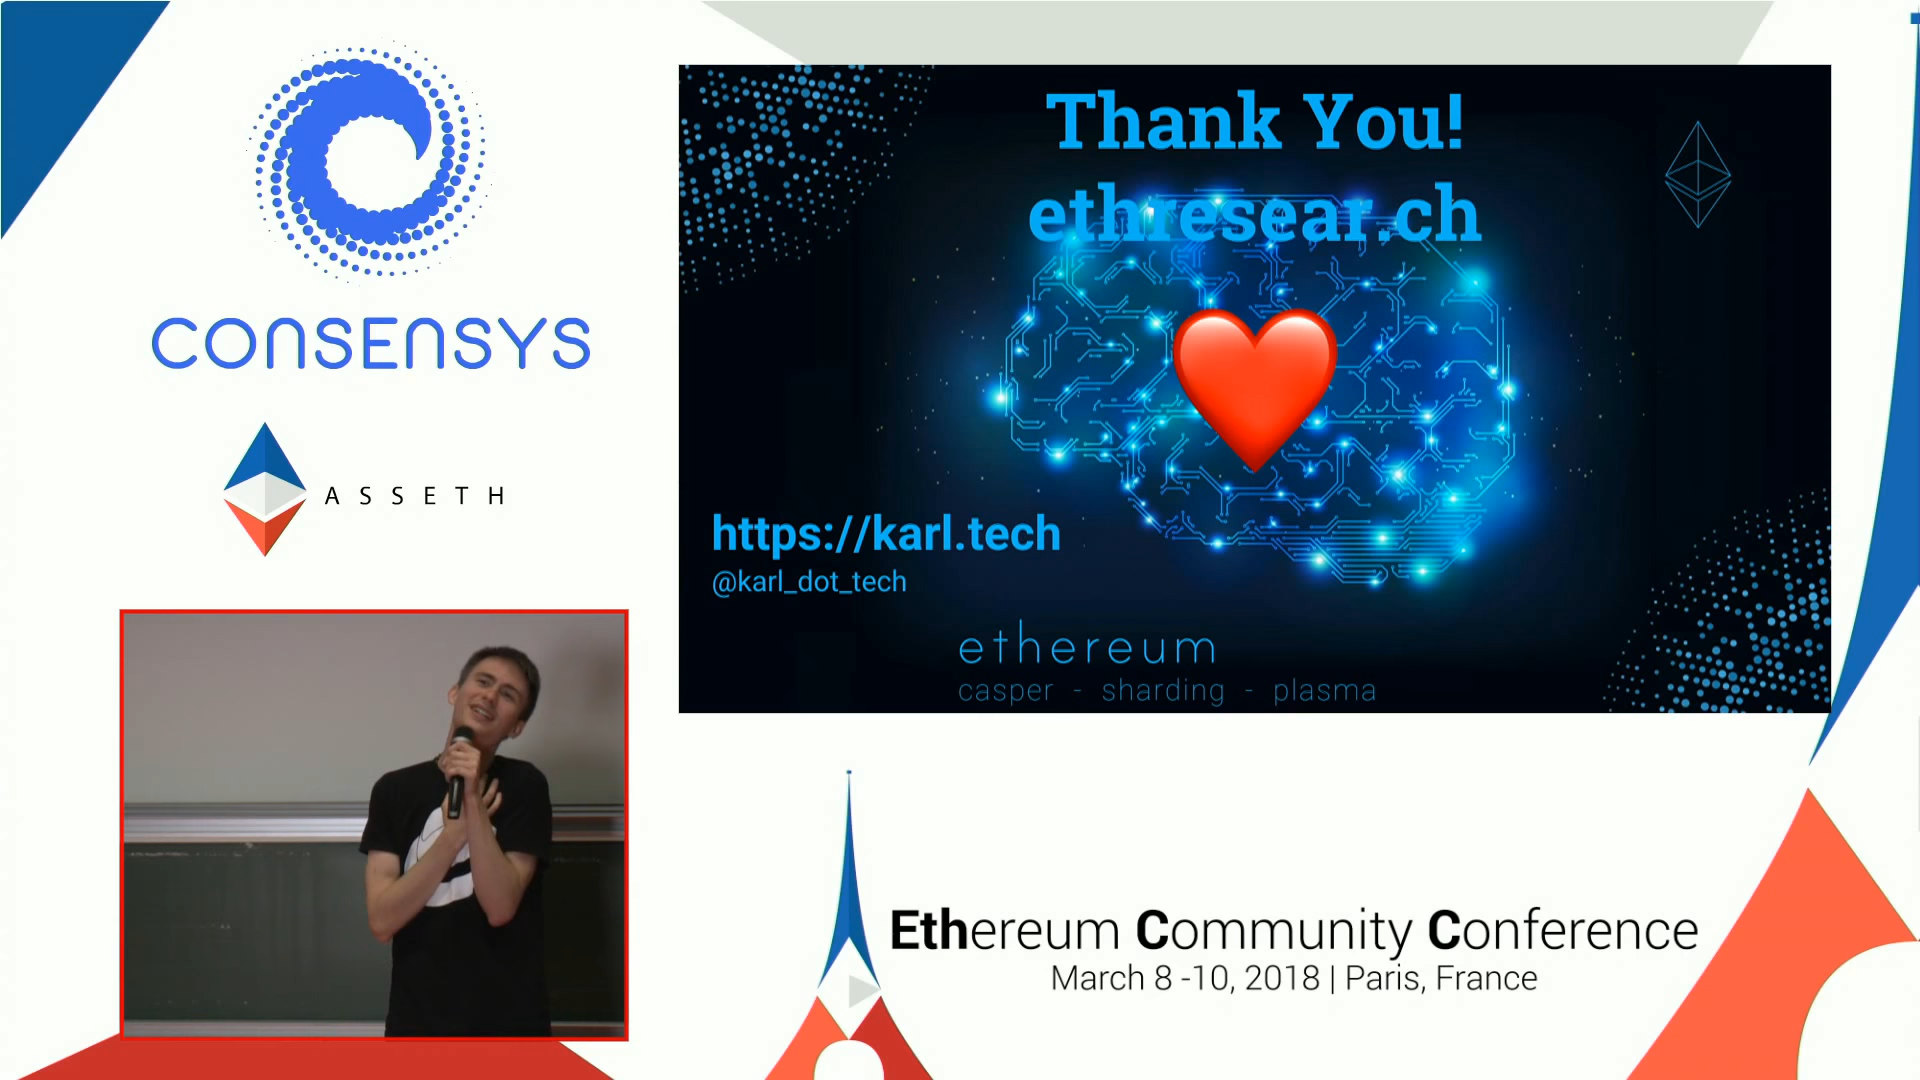 CONSENSYS
ASSETH
Thank You!
ethresear.ch
https://karl.tech
@karl_dot_tech
ethereum
casper - sharding - plasma
Ethereum Community Conference
March 8 -10, 2018 | Paris, France